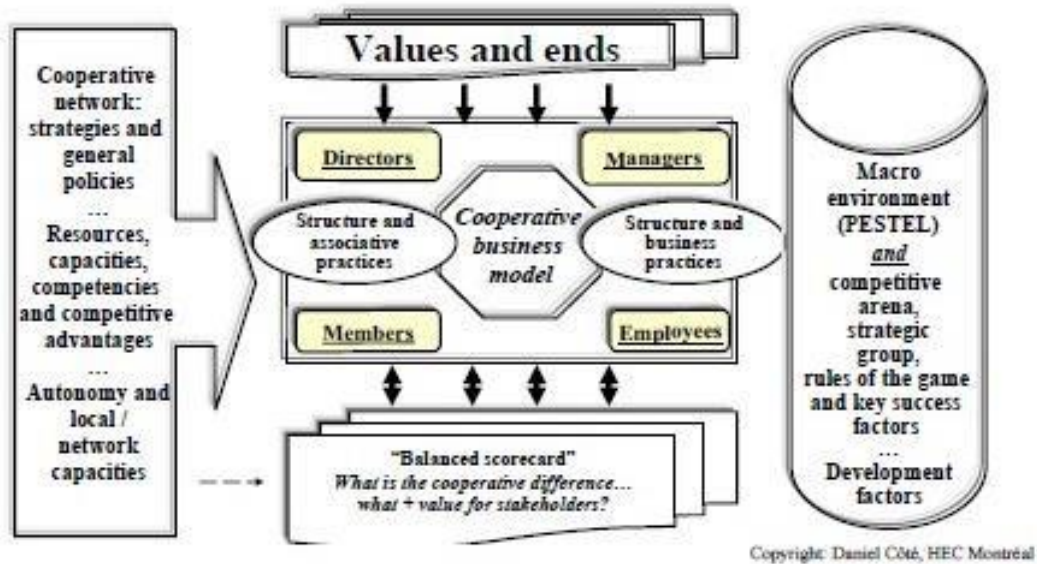 Values and ends
Cooperative
network:
strategies and
general
policies
...
Resources,
capacities,
competencies
and competitive
advantages
...
Autonomy and
local /
network
capacities
Directors
Managers
Structure and
associative
practices
Cooperative
business
model
Structure and
business
practices
Members
Employees
"Balanced scorecard"
What is the cooperative difference...
what + value for stakeholders?
Macro
environment
(PESTEL)
and
competitive
arena,
strategic
group,
rules of the game
and key success
factors
...
Development
factors
Copyright: Daniel Côté, HEC Montréal